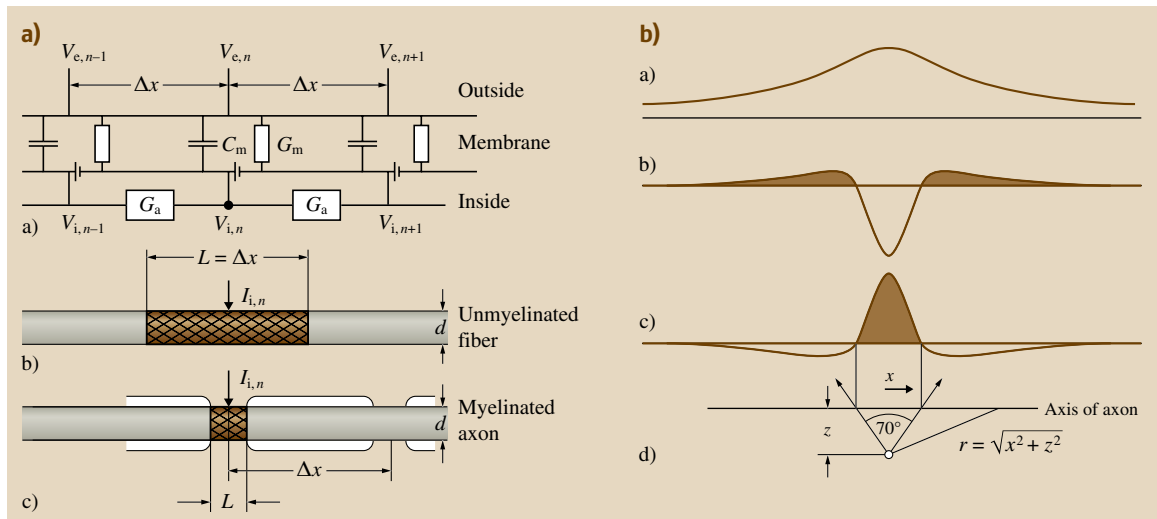 a)
V_{e,n−1}
V_{e,n}
V_{e,n+1}
Δx
Δx
Outside
C_m
G_m
Membrane
G_a
G_a
Inside
V_{i,n−1}
V_{i,n}
V_{i,n+1}
a)
L = Δx
I_{i,n}
d
Unmyelinated
fiber
b)
I_{i,n}
d
Myelinated
axon
Δx
L
c)
b)
a)
b)
c)
x
Axis of axon
z
70°
r = √x² + z²
d)